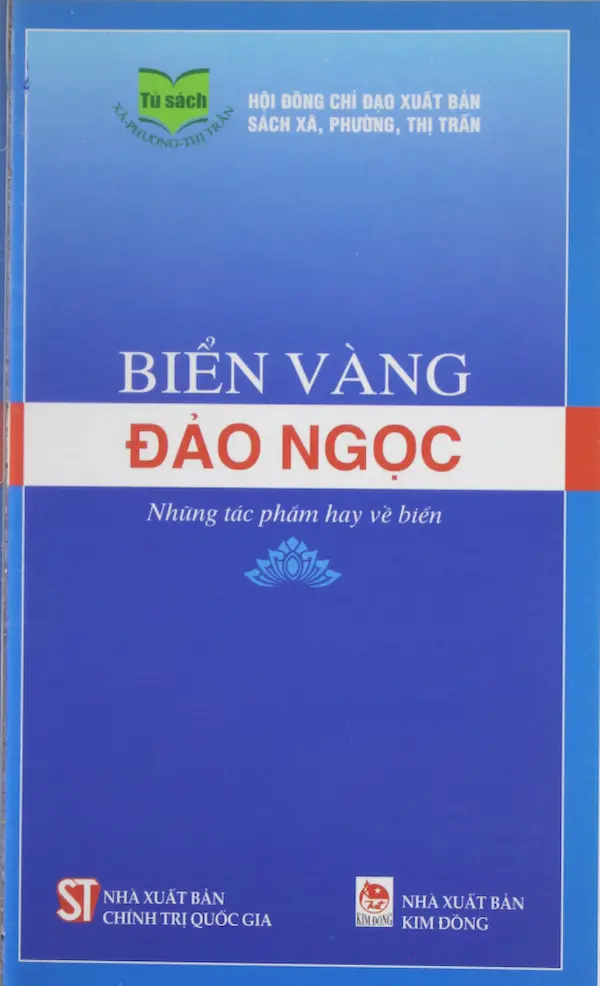 Tủ sách
XÃ-PHƯỜNG-THỊ TRẤN
HỘI ĐỒNG CHỈ ĐẠO XUẤT BẢN
SÁCH XÃ, PHƯỜNG, THỊ TRẤN
BIỂN VÀNG
ĐẢO NGỌC
Những tác phẩm hay về biển
ST
NHÀ XUẤT BẢN
CHÍNH TRỊ QUỐC GIA
KIM ĐỒNG
NHÀ XUẤT BẢN
KIM ĐỒNG